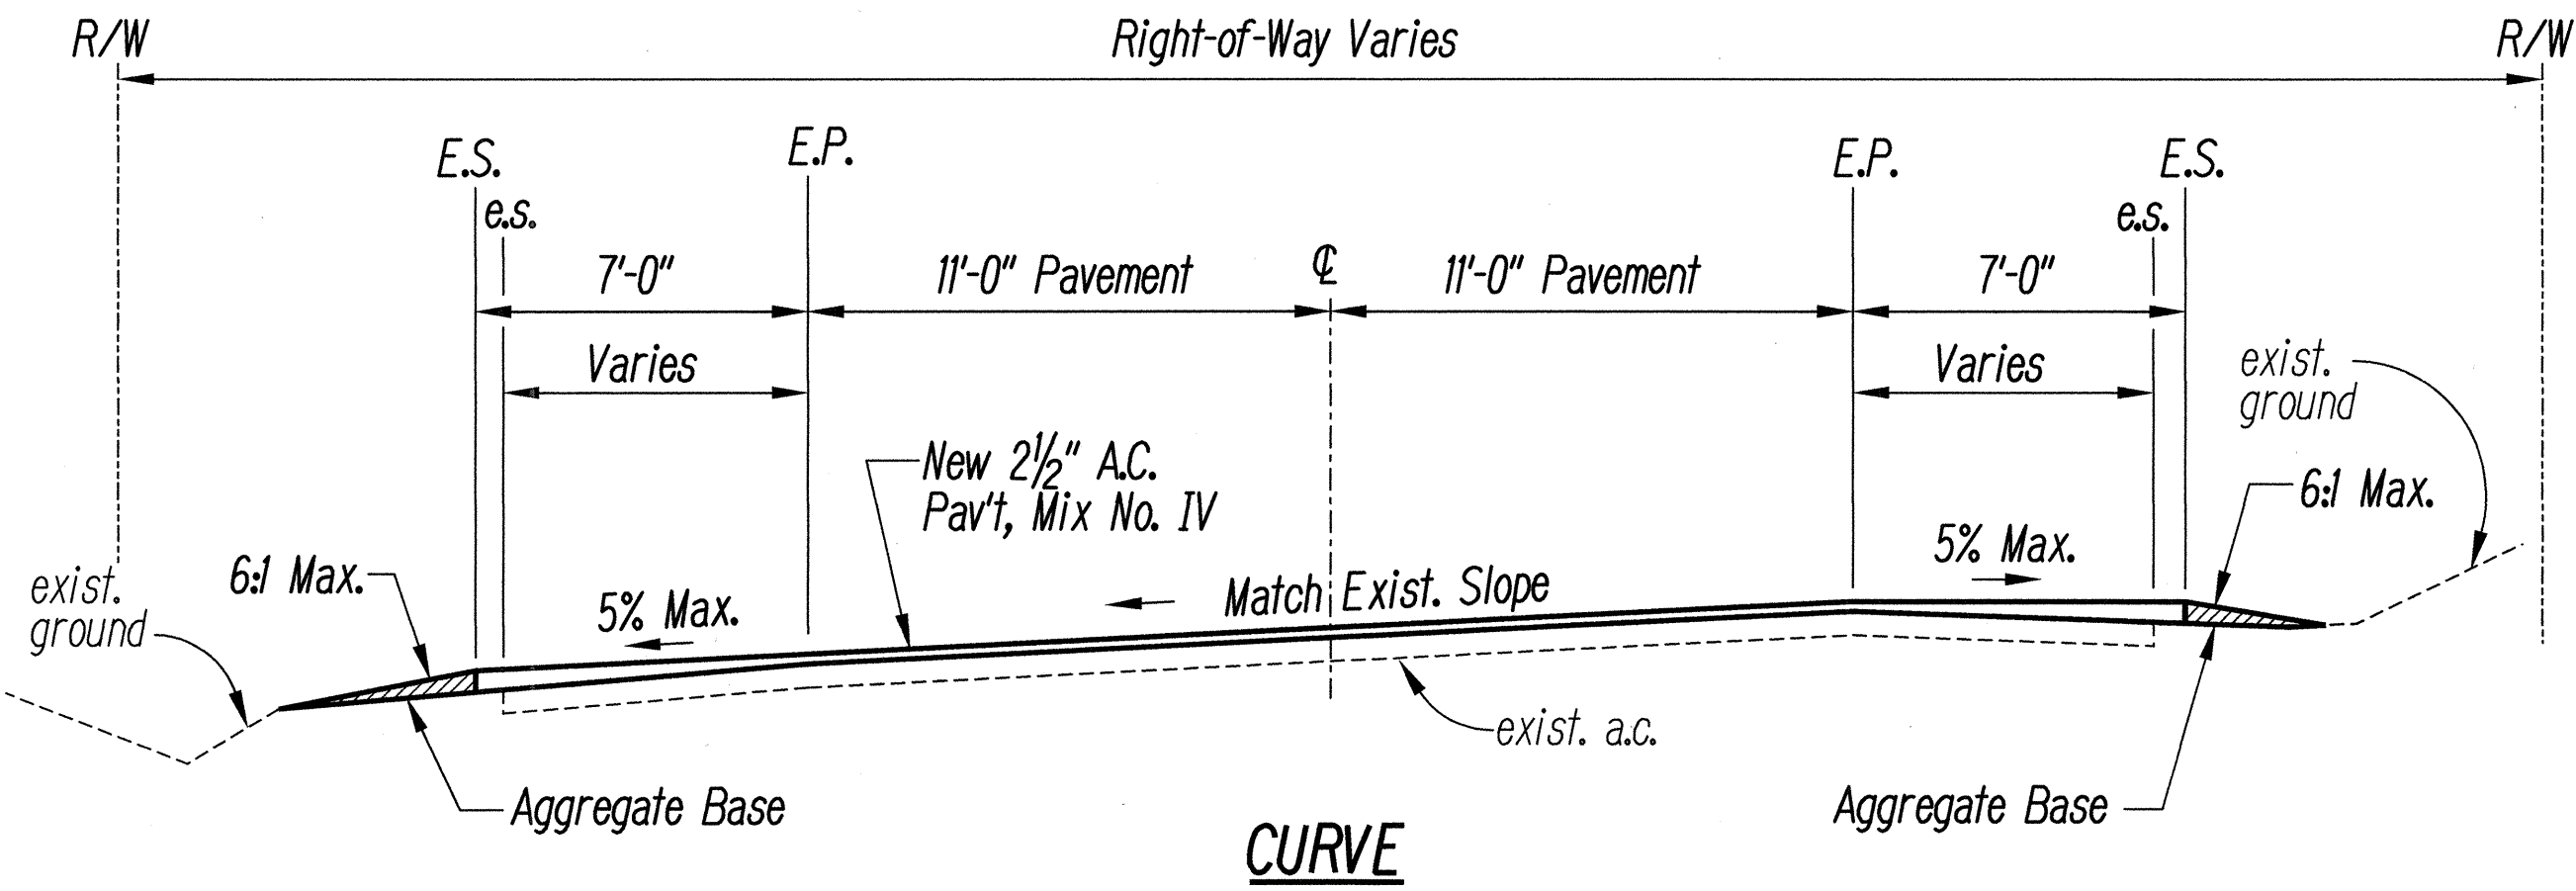 R/W
Right-of-Way Varies
R/W
E.S.
E.P.
E.P.
E.S.
e.s.
e.s.
7'-0"
11'-0" Pavement
℄
11'-0" Pavement
7'-0"
Varies
Varies
exist.
ground
New 2½" A.C.
Pav't, Mix No. IV
6:1 Max.
5% Max.
6:1 Max.
exist.
ground
5% Max.
Match Exist. Slope
exist. a.c.
Aggregate Base
Aggregate Base
CURVE